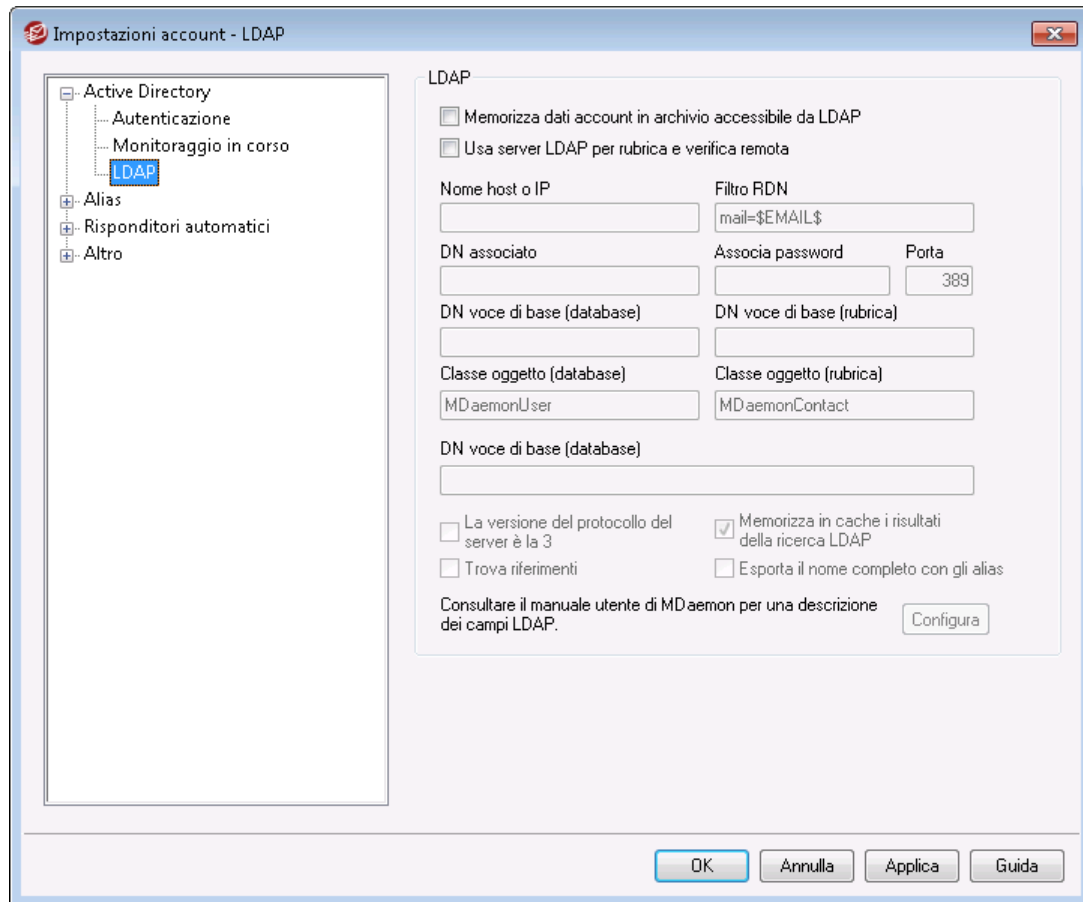 Impostazioni account - LDAP
Active Directory
Autenticazione
Monitoraggio in corso
LDAP
Alias
Risponditori automatici
Altro
LDAP
Memorizza dati account in archivio accessibile da LDAP
Usa server LDAP per rubrica e verifica remota
Nome host o IP
Filtro RDN
mail=$EMAIL$
DN associato
Associa password
Porta
389
DN voce di base (database)
DN voce di base (rubrica)
Classe oggetto (database)
Classe oggetto (rubrica)
MDaemonUser
MDaemonContact
DN voce di base (database)
La versione del protocollo del
server è la 3
Memorizza in cache i risultati
della ricerca LDAP
Trova riferimenti
Esporta il nome completo con gli alias
Consultare il manuale utente di MDaemon per una descrizione
dei campi LDAP.
Configura
OK
Annulla
Applica
Guida